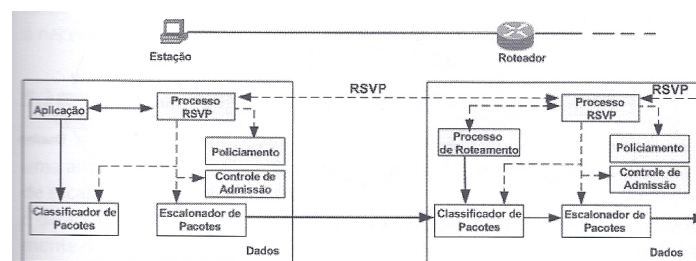 Estação
Roteador
RSVP
RSVP
Aplicação
Processo
RSVP
Policiamento
Controle de
Admissão
Classificador de
Pacotes
Escalonador de
Pacotes
Dados
Processo
RSVP
Processo
de Roteamento
Policiamento
Controle de
Admissão
Classificador de
Pacotes
Escalonador de
Pacotes
Dados